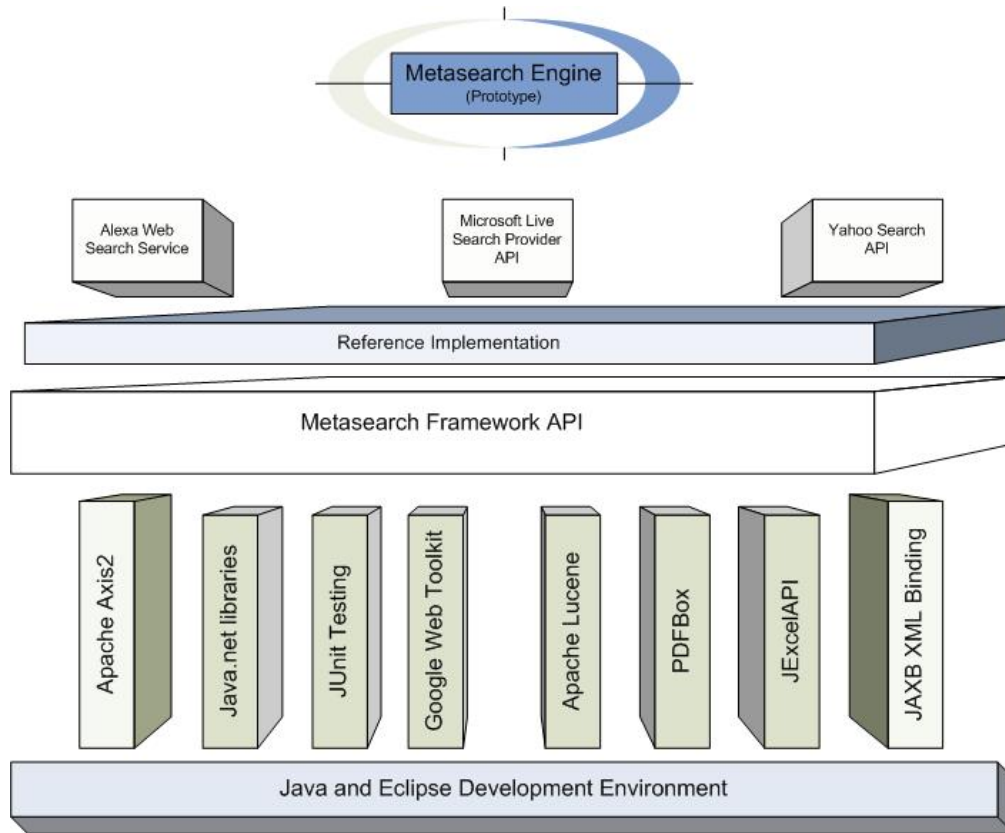 Metasearch Engine
(Prototype)
Alexa Web
Search Service
Microsoft Live
Search Provider
API
Yahoo Search
API
Reference Implementation
Metasearch Framework API
Apache Axis2
Java.net libraries
JUnit Testing
Google Web Toolkit
Apache Lucene
PDFBox
JExcelAPI
JAXB XML Binding
Java and Eclipse Development Environment